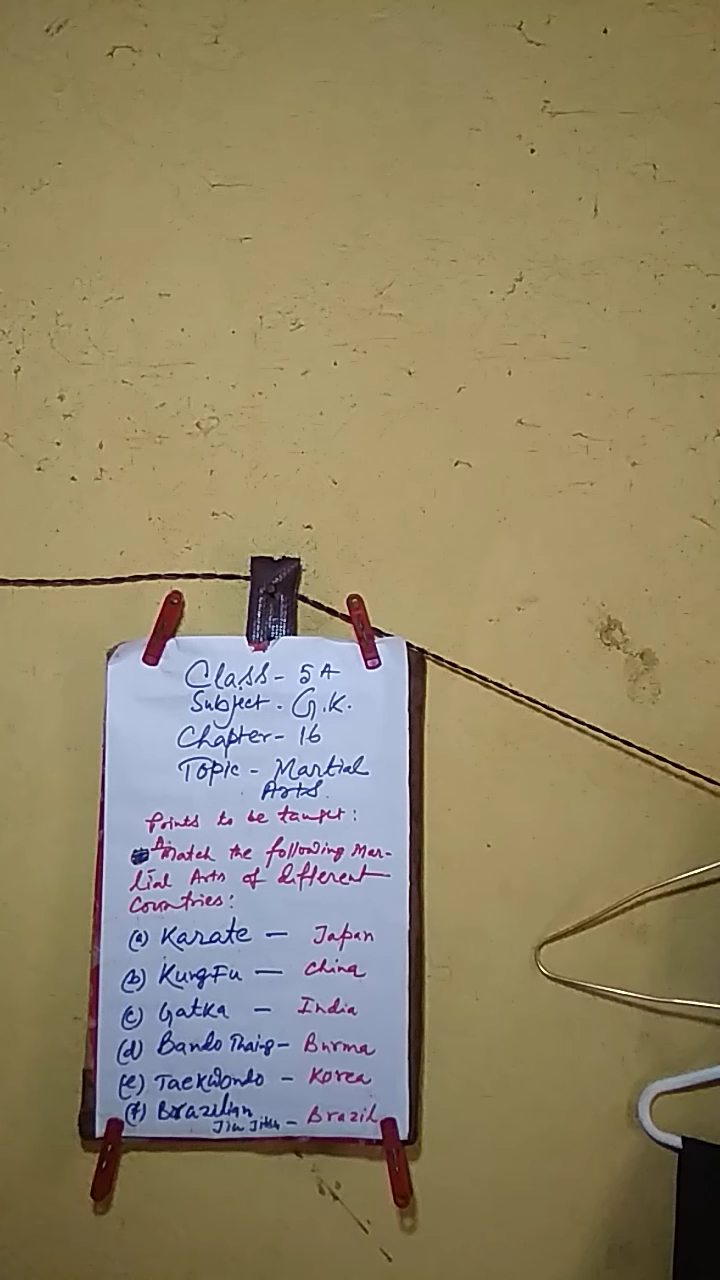 Class - 5A
Subject - G.K.
Chapter - 16
Topic - Martial
Arts.
Points to be taught:
Match the following Mar-
tial Arts of different
Countries:
(a) Karate - Japan
(b) KungFu - China
(c) Gatka - India
(d) Bando Thaing - Burma
(e) Taekwondo - Korea
(f) Brazilian
Jiu Jitsu - Brazil